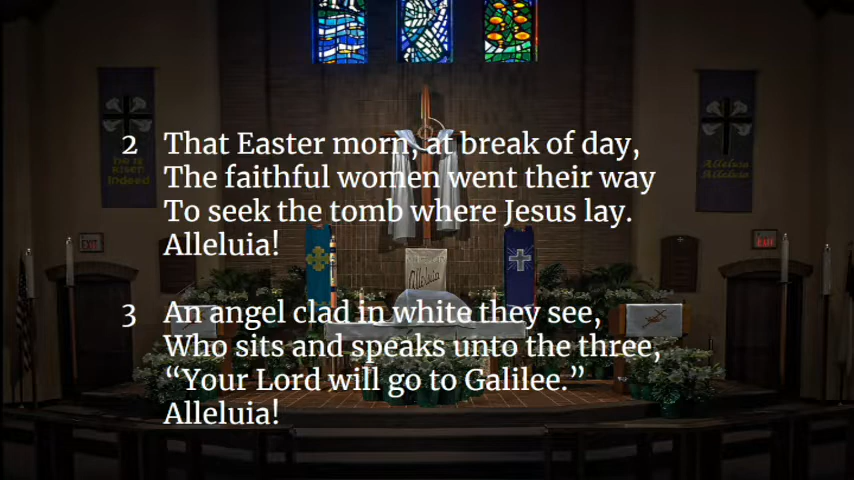 2 That Easter morn, at break of day,
The faithful women went their way
To seek the tomb where Jesus lay.
Alleluia!
3 An angel clad in white they see,
Who sits and speaks unto the three,
“Your Lord will go to Galilee.”
Alleluia!
He is
Risen
Indeed
Alleluia
Alleluia
EXIT
EXIT
Alleluia